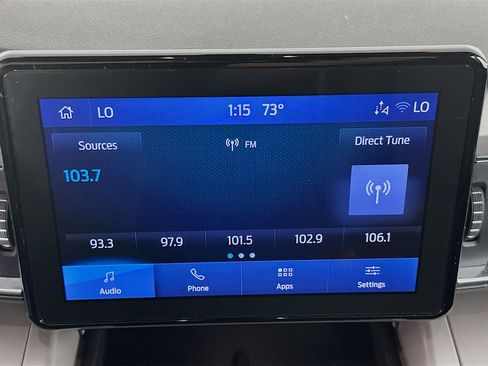 LO 1:15 73° LO
Sources FM Direct Tune
103.7
93.3 97.9 101.5 102.9 106.1
Audio Phone Apps Settings